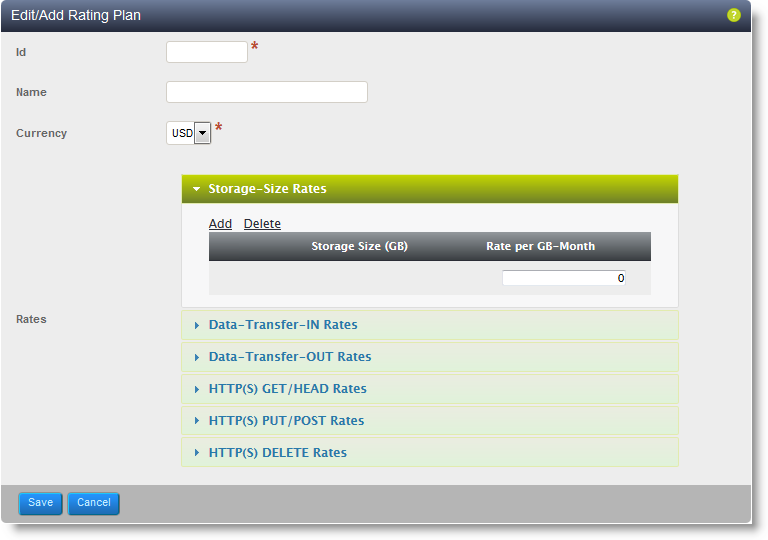 Edit/Add Rating Plan ?
Id *
Name
Currency USD *
Storage-Size Rates
Add Delete
Storage Size (GB) Rate per GB-Month
0
Rates
Data-Transfer-IN Rates
Data-Transfer-OUT Rates
HTTP(S) GET/HEAD Rates
HTTP(S) PUT/POST Rates
HTTP(S) DELETE Rates
Save Cancel